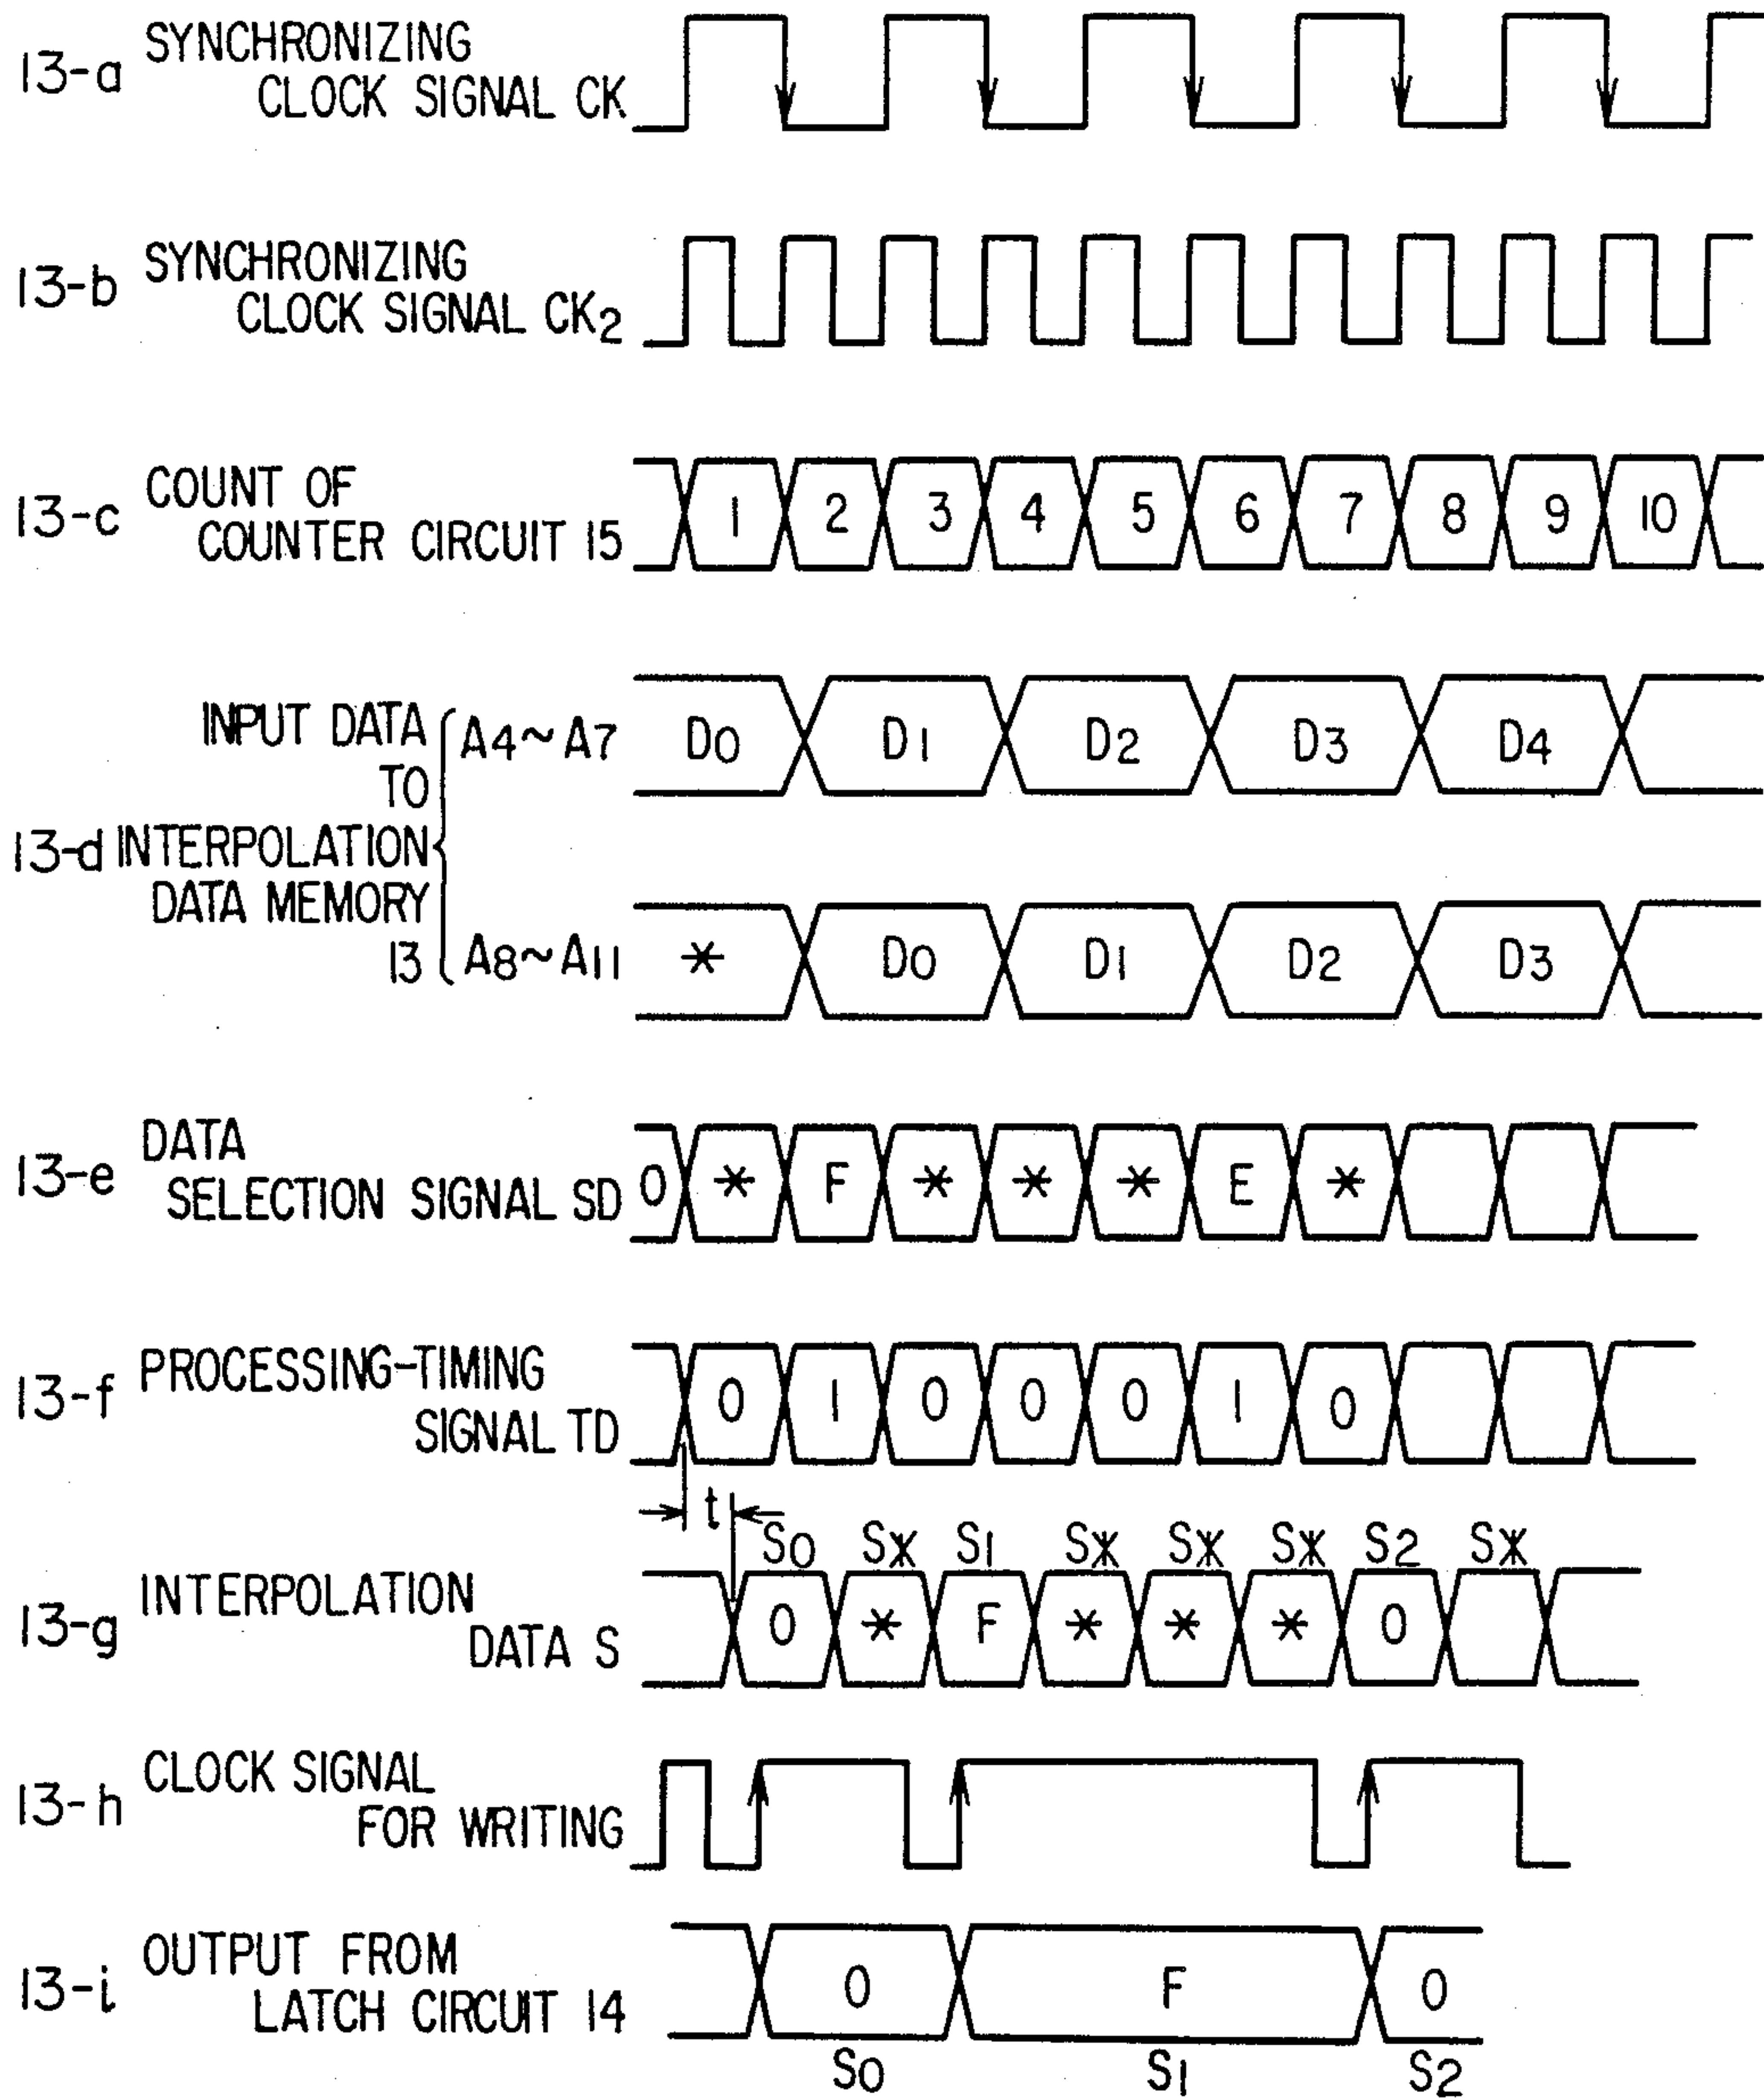 13-a SYNCHRONIZING
CLOCK SIGNAL CK
13-b SYNCHRONIZING
CLOCK SIGNAL CK2
13-c COUNT OF
COUNTER CIRCUIT 15
1 2 3 4 5 6 7 8 9 10
INPUT DATA
TO
13-d INTERPOLATION
DATA MEMORY
13
A4~A7 D0 D1 D2 D3 D4
A8~A11 * D0 D1 D2 D3
13-e DATA
SELECTION SIGNAL SD
0 * F * * * E *
13-f PROCESSING-TIMING
SIGNAL TD
0 1 0 0 0 1 0
t
S0 S* S1 S* S* S* S2 S*
13-g INTERPOLATION
DATA S
0 * F * * * 0
13-h CLOCK SIGNAL
FOR WRITING
13-i OUTPUT FROM
LATCH CIRCUIT 14
0 F 0
S0 S1 S2